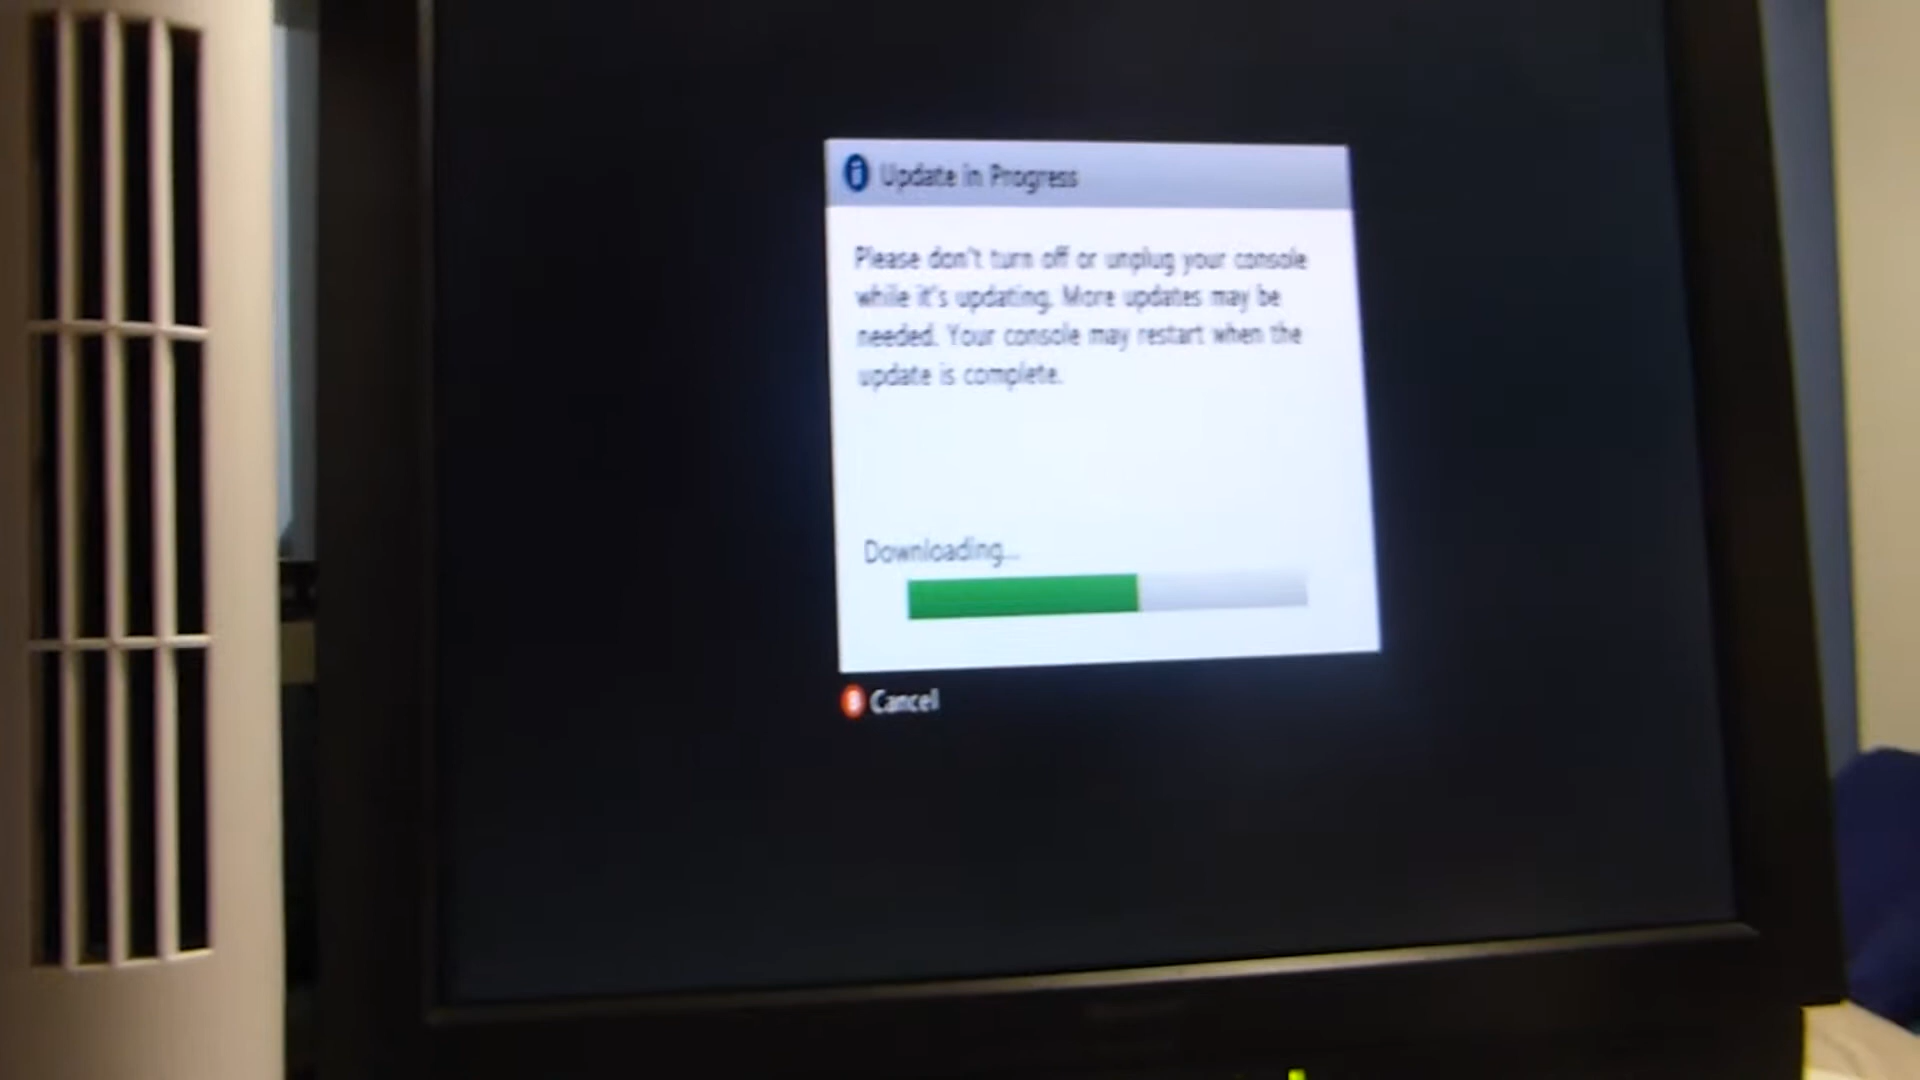 Update in Progress
Please don't turn off or unplug your console
while it's updating. More updates may be
needed. Your console may restart when the
update is complete.
Downloading...
B Cancel